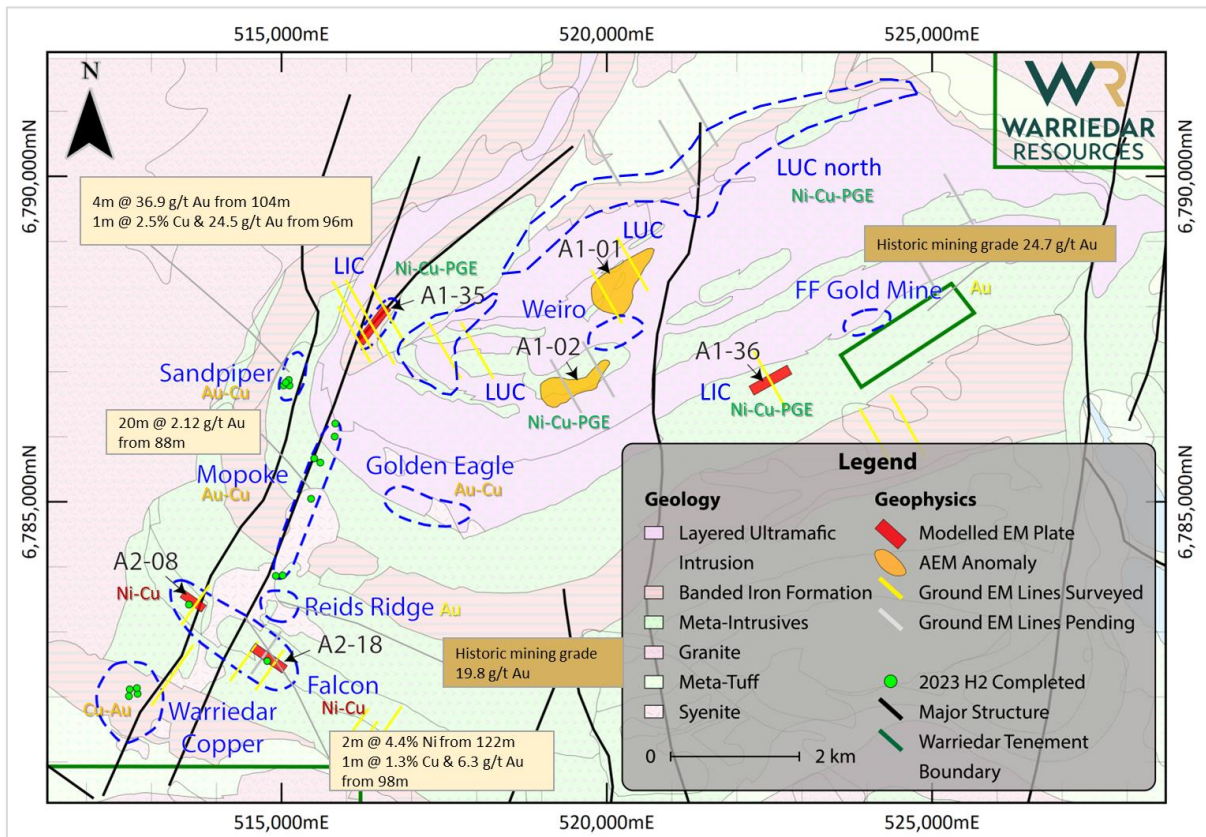 515,000mE
520,000mE
525,000mE
N
WR
WARRIEDAR
RESOURCES
6,790,000mN
6,790,000mN
4m @ 36.9 g/t Au from 104m
1m @ 2.5% Cu & 24.5 g/t Au from 96m
LUC north
Ni-Cu-PGE
LUC
A1-01
Historic mining grade 24.7 g/t Au
LIC
Ni-Cu-PGE
A1-35
FF Gold Mine
Au
Weiro
A1-02
A1-36
Sandpiper
Au-Cu
LUC
LIC
Ni-Cu-PGE
Ni-Cu-PGE
20m @ 2.12 g/t Au
from 88m
Mopoke
Au-Cu
Golden Eagle
Au-Cu
6,785,000mN
6,785,000mN
A2-08
Ni-Cu
Reids Ridge
Au
A2-18
Historic mining grade
19.8 g/t Au
Falcon
Ni-Cu
Cu-Au
Warriedar
Copper
2m @ 4.4% Ni from 122m
1m @ 1.3% Cu & 6.3 g/t Au
from 98m
Legend
Geology
Layered Ultramafic
Intrusion
Banded Iron Formation
Meta-Intrusives
Granite
Meta-Tuff
Syenite
0
2 km
Geophysics
Modelled EM Plate
AEM Anomaly
Ground EM Lines Surveyed
Ground EM Lines Pending
2023 H2 Completed
Major Structure
Warriedar Tenement
Boundary
515,000mE
520,000mE
525,000mE